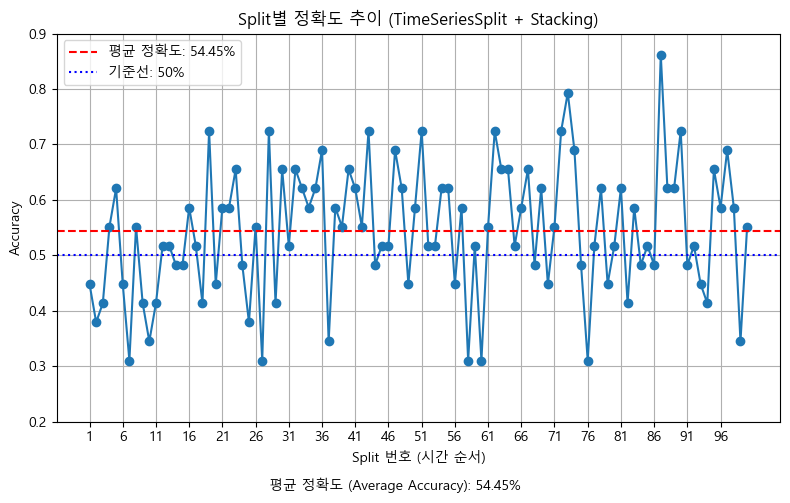 Split별 정확도 추이 (TimeSeriesSplit + Stacking)
평균 정확도: 54.45%
기준선: 50%
Accuracy
0.9
0.8
0.7
0.6
0.5
0.4
0.3
0.2
1 6 11 16 21 26 31 36 41 46 51 56 61 66 71 76 81 86 91 96
Split 번호 (시간 순서)
평균 정확도 (Average Accuracy): 54.45%